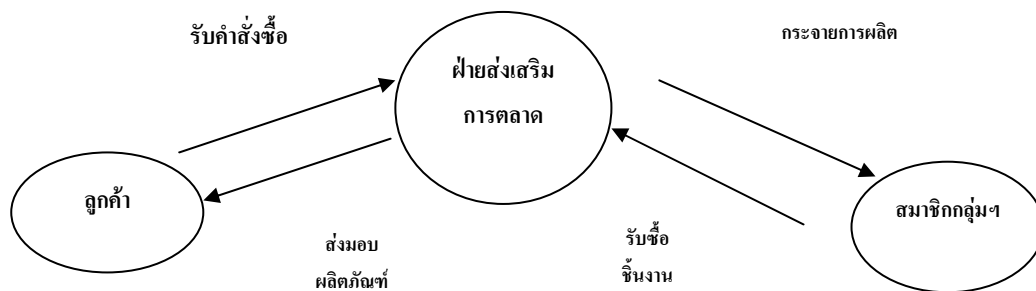 รับคำสั่งซื้อ
กระจายการผลิต
ฝ่ายส่งเสริม
การตลาด
ลูกค้า
สมาชิกกลุ่มฯ
ส่งมอบ
ผลิตภัณฑ์
รับซื้อ
ชิ้นงาน